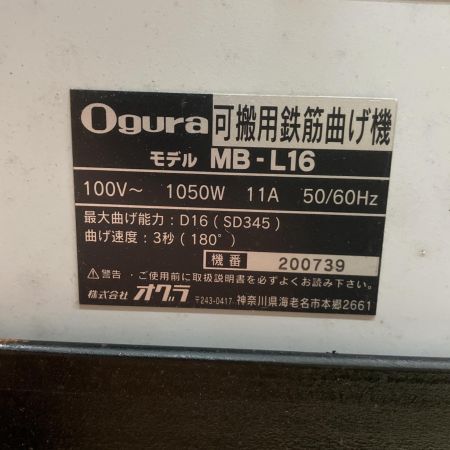 Ogura 可搬用鉄筋曲げ機
モデル MB-L16
100V～ 1050W 11A 50/60Hz
最大曲げ能力：D16（SD345）
曲げ速度：3秒（180°）
機番 200739
⚠警告・ご使用前に取扱説明書を必ずよくお読み下さい。
株式会社 オグラ 〒243-0417・神奈川県海老名市本郷2661